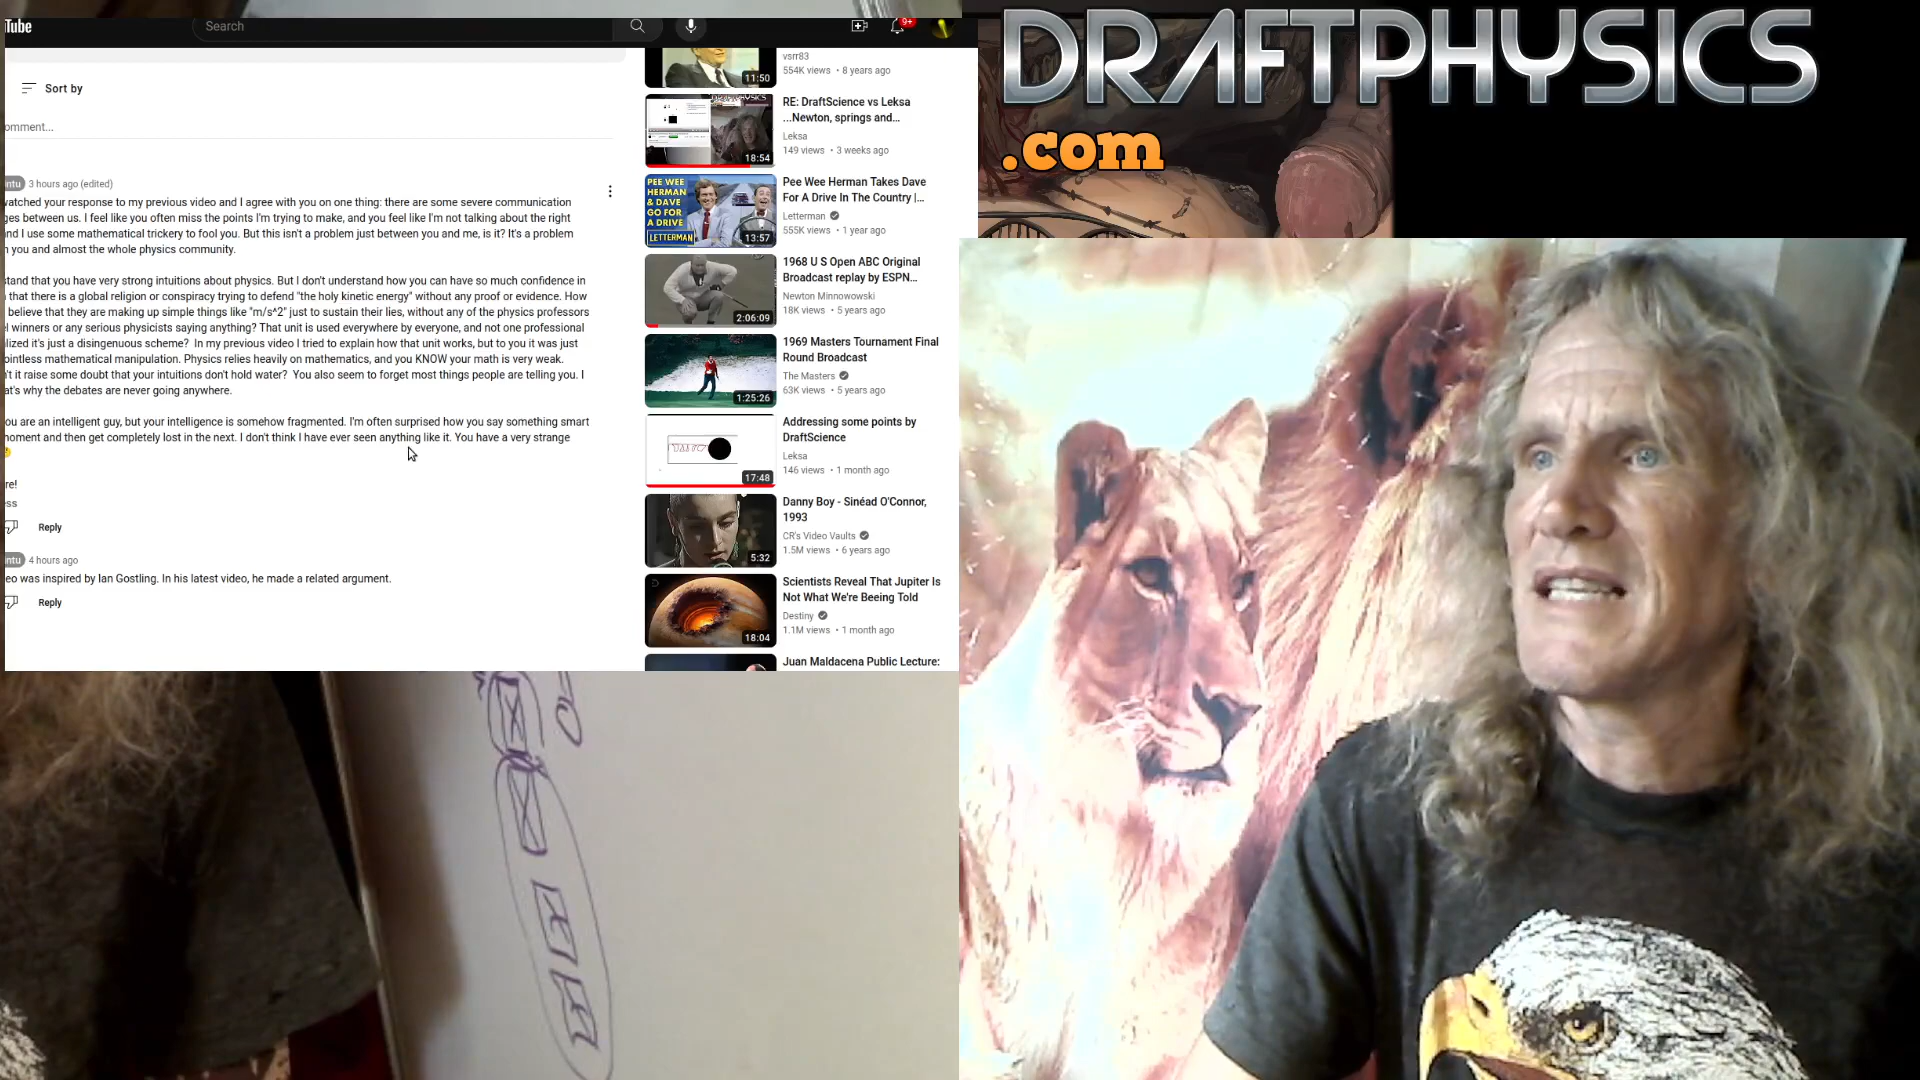 Tube
Search
9+
DRAFTPHYSICS
.com
Sort by
omment...
intu 3 hours ago (edited)
watched your response to my previous video and I agree with you on one thing: there are some severe communication
ges between us. I feel like you often miss the points I'm trying to make, and you feel like I'm not talking about the right
nd I use some mathematical trickery to fool you. But this isn't a problem just between you and me, is it? It's a problem
n you and almost the whole physics community.
stand that you have very strong intuitions about physics. But I don't understand how you can have so much confidence in
that there is a global religion or conspiracy trying to defend "the holy kinetic energy" without any proof or evidence. How
believe that they are making up simple things like "m/s^2" just to sustain their lies, without any of the physics professors
l winners or any serious physicists saying anything? That unit is used everywhere by everyone, and not one professional
lized it's just a disingenuous scheme? In my previous video I tried to explain how that unit works, but to you it was just
ointless mathematical manipulation. Physics relies heavily on mathematics, and you KNOW your math is very weak.
n't it raise some doubt that your intuitions don't hold water? You also seem to forget most things people are telling you. I
at's why the debates are never going anywhere.
ou are an intelligent guy, but your intelligence is somehow fragmented. I'm often surprised how you say something smart
moment and then get completely lost in the next. I don't think I have ever seen anything like it. You have a very strange
re!
ess
Reply
intu 4 hours ago
eo was inspired by Ian Gostling. In his latest video, he made a related argument.
Reply
vsrr83
554K views • 8 years ago
11:50
RE: DraftScience vs Leksa
...Newton, springs and...
Leksa
149 views • 3 weeks ago
18:54
PEE WEE
HERMAN
& DAVE
GO FOR
A DRIVE
LETTERMAN
13:57
Pee Wee Herman Takes Dave
For A Drive In The Country |...
Letterman
555K views • 1 year ago
1968 U S Open ABC Original
Broadcast replay by ESPN...
Newton Minnowowski
18K views • 5 years ago
2:06:09
1969 Masters Tournament Final
Round Broadcast
The Masters
63K views • 5 years ago
1:25:26
Addressing some points by
DraftScience
Leksa
146 views • 1 month ago
17:48
Danny Boy - Sinéad O'Connor,
1993
CR's Video Vaults
1.5M views • 6 years ago
5:32
Scientists Reveal That Jupiter Is
Not What We're Beeing Told
Destiny
1.1M views • 1 month ago
18:04
Juan Maldacena Public Lecture: